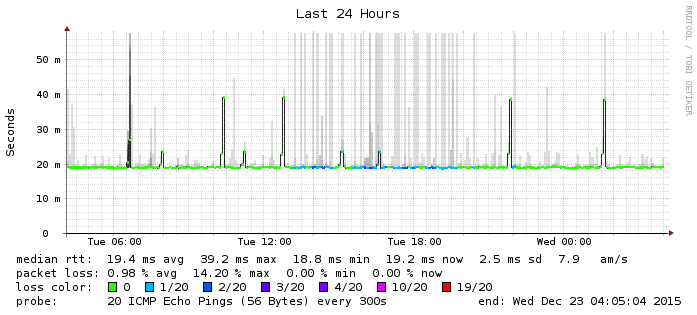 Last 24 Hours
RRDTOOL / TOBI OETIKER
Seconds
50 m
40 m
30 m
20 m
10 m
0
Tue 06:00 Tue 12:00 Tue 18:00 Wed 00:00
median rtt: 19.4 ms avg 39.2 ms max 18.8 ms min 19.2 ms now 2.5 ms sd 7.9 am/s
packet loss: 0.98 % avg 14.20 % max 0.00 % min 0.00 % now
loss color: 0 1/20 2/20 3/20 4/20 10/20 19/20
probe: 20 ICMP Echo Pings (56 Bytes) every 300s end: Wed Dec 23 04:05:04 2015